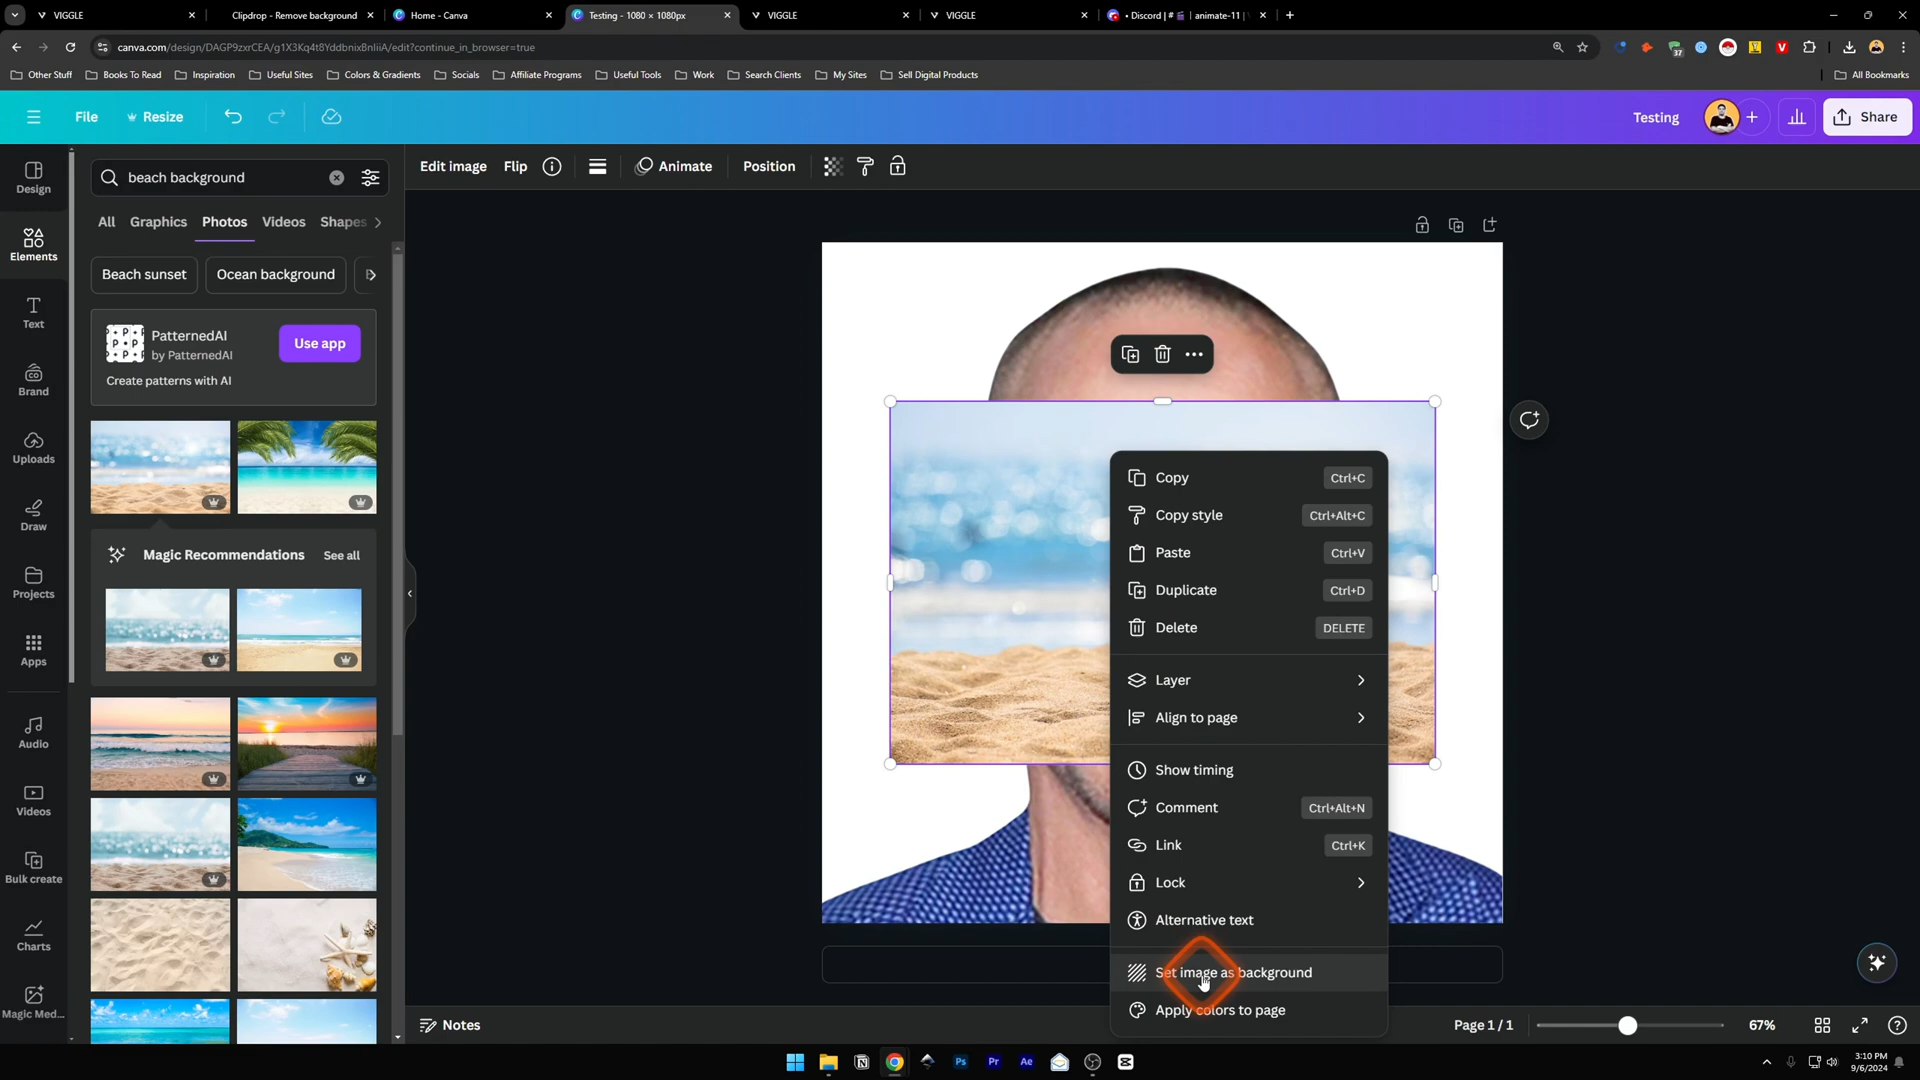 VIGGLE
Clipdrop - Remove background
Home - Canva
Testing - 1080 × 1080px
VIGGLE
VIGGLE
• Discord | # | animate-11 |
canva.com/design/DAGP9zxrCEA/g1X3Kq4t8YddbnixBnIiiA/edit?continue_in_browser=true
37
Other Stuff
Books To Read
Inspiration
Useful Sites
Colors & Gradients
Socials
Affiliate Programs
Useful Tools
Work
Search Clients
My Sites
Sell Digital Products
All Bookmarks
File
Resize
Testing
Share
Design
Elements
Text
Brand
Uploads
Draw
Projects
Apps
Audio
Videos
Bulk create
Charts
Magic Med...
beach background
All
Graphics
Photos
Videos
Shapes
Beach sunset
Ocean background
PatternedAI
by PatternedAI
Use app
Create patterns with AI
Magic Recommendations
See all
Edit image
Flip
Animate
Position
Copy
Ctrl+C
Copy style
Ctrl+Alt+C
Paste
Ctrl+V
Duplicate
Ctrl+D
Delete
DELETE
Layer
Align to page
Show timing
Comment
Ctrl+Alt+N
Link
Ctrl+K
Lock
Alternative text
Set image as background
Apply colors to page
Notes
Page 1 / 1
67%
Ps
Pr
Ae
3:10 PM
9/6/2024